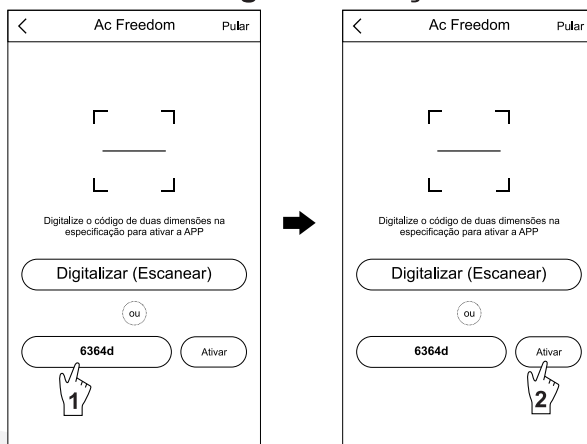 Ac Freedom
Pular
Digitalize o código de duas dimensões na
especificação para ativar a APP
Digitalizar (Escanear)
ou
6364d
Ativar
1
Ac Freedom
Pular
Digitalize o código de duas dimensões na
especificação para ativar a APP
Digitalizar (Escanear)
ou
6364d
Ativar
2